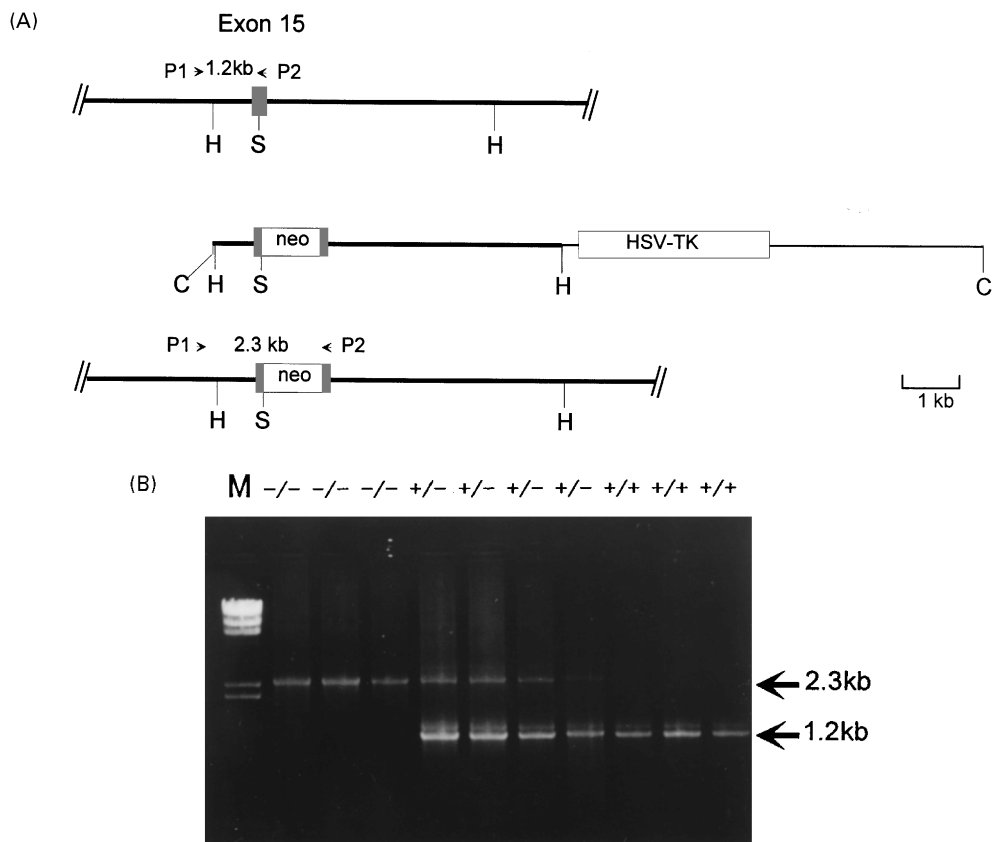 (A)
Exon 15
P1 1.2kb P2
H S H
neo HSV-TK
C H S H C
P1 2.3 kb P2
neo
H S H
1 kb
(B)
M -/- -/- -/- +/- +/- +/- +/- +/+ +/+ +/+
2.3kb
1.2kb